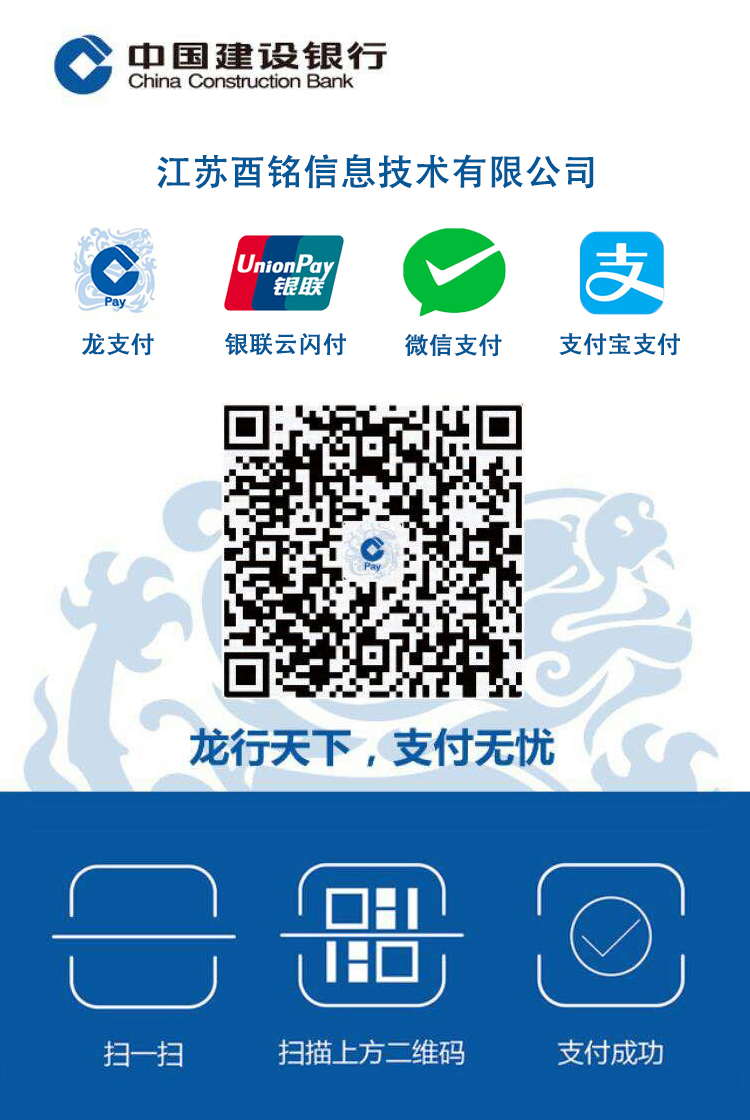 中国建设银行
China Construction Bank
江苏酉铭信息技术有限公司
Pay
UnionPay
银联
支
龙支付
银联云闪付
微信支付
支付宝支付
Pay
龙行天下，支付无忧
扫一扫
扫描上方二维码
支付成功